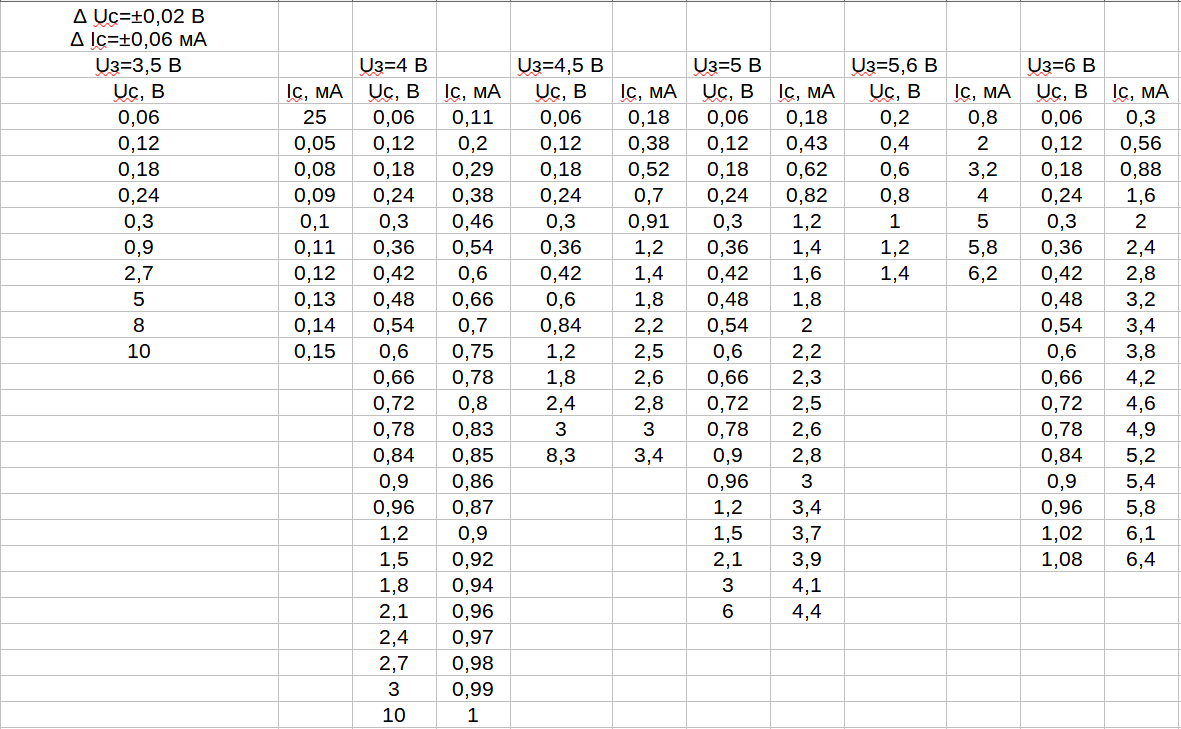 Δ Uc=±0,02 В
Δ Ic=±0,06 мА
Uз=3,5 В Uз=4 В Uз=4,5 В Uз=5 В Uз=5,6 В Uз=6 В
Uc, В Ic, мА Uc, В Ic, мА Uc, В Ic, мА Uc, В Ic, мА Uc, В Ic, мА Uc, В Ic, мА
0,06 25 0,06 0,11 0,06 0,18 0,06 0,18 0,2 0,8 0,06 0,3
0,12 0,05 0,12 0,2 0,12 0,38 0,12 0,43 0,4 2 0,12 0,56
0,18 0,08 0,18 0,29 0,18 0,52 0,18 0,62 0,6 3,2 0,18 0,88
0,24 0,09 0,24 0,38 0,24 0,7 0,24 0,82 0,8 4 0,24 1,6
0,3 0,1 0,3 0,46 0,3 0,91 0,3 1,2 1 5 0,3 2
0,9 0,11 0,36 0,54 0,36 1,2 0,36 1,4 1,2 5,8 0,36 2,4
2,7 0,12 0,42 0,6 0,42 1,4 0,42 1,6 1,4 6,2 0,42 2,8
5 0,13 0,48 0,66 0,6 1,8 0,48 1,8 0,48 3,2
8 0,14 0,54 0,7 0,84 2,2 0,54 2 0,54 3,4
10 0,15 0,6 0,75 1,2 2,5 0,6 2,2 0,6 3,8
0,66 0,78 1,8 2,6 0,66 2,3 0,66 4,2
0,72 0,8 2,4 2,8 0,72 2,5 0,72 4,6
0,78 0,83 3 3 0,78 2,6 0,78 4,9
0,84 0,85 8,3 3,4 0,9 2,8 0,84 5,2
0,9 0,86 0,96 3 0,9 5,4
0,96 0,87 1,2 3,4 0,96 5,8
1,2 0,9 1,5 3,7 1,02 6,1
1,5 0,92 2,1 3,9 1,08 6,4
1,8 0,94 3 4,1
2,1 0,96 6 4,4
2,4 0,97
2,7 0,98
3 0,99
10 1